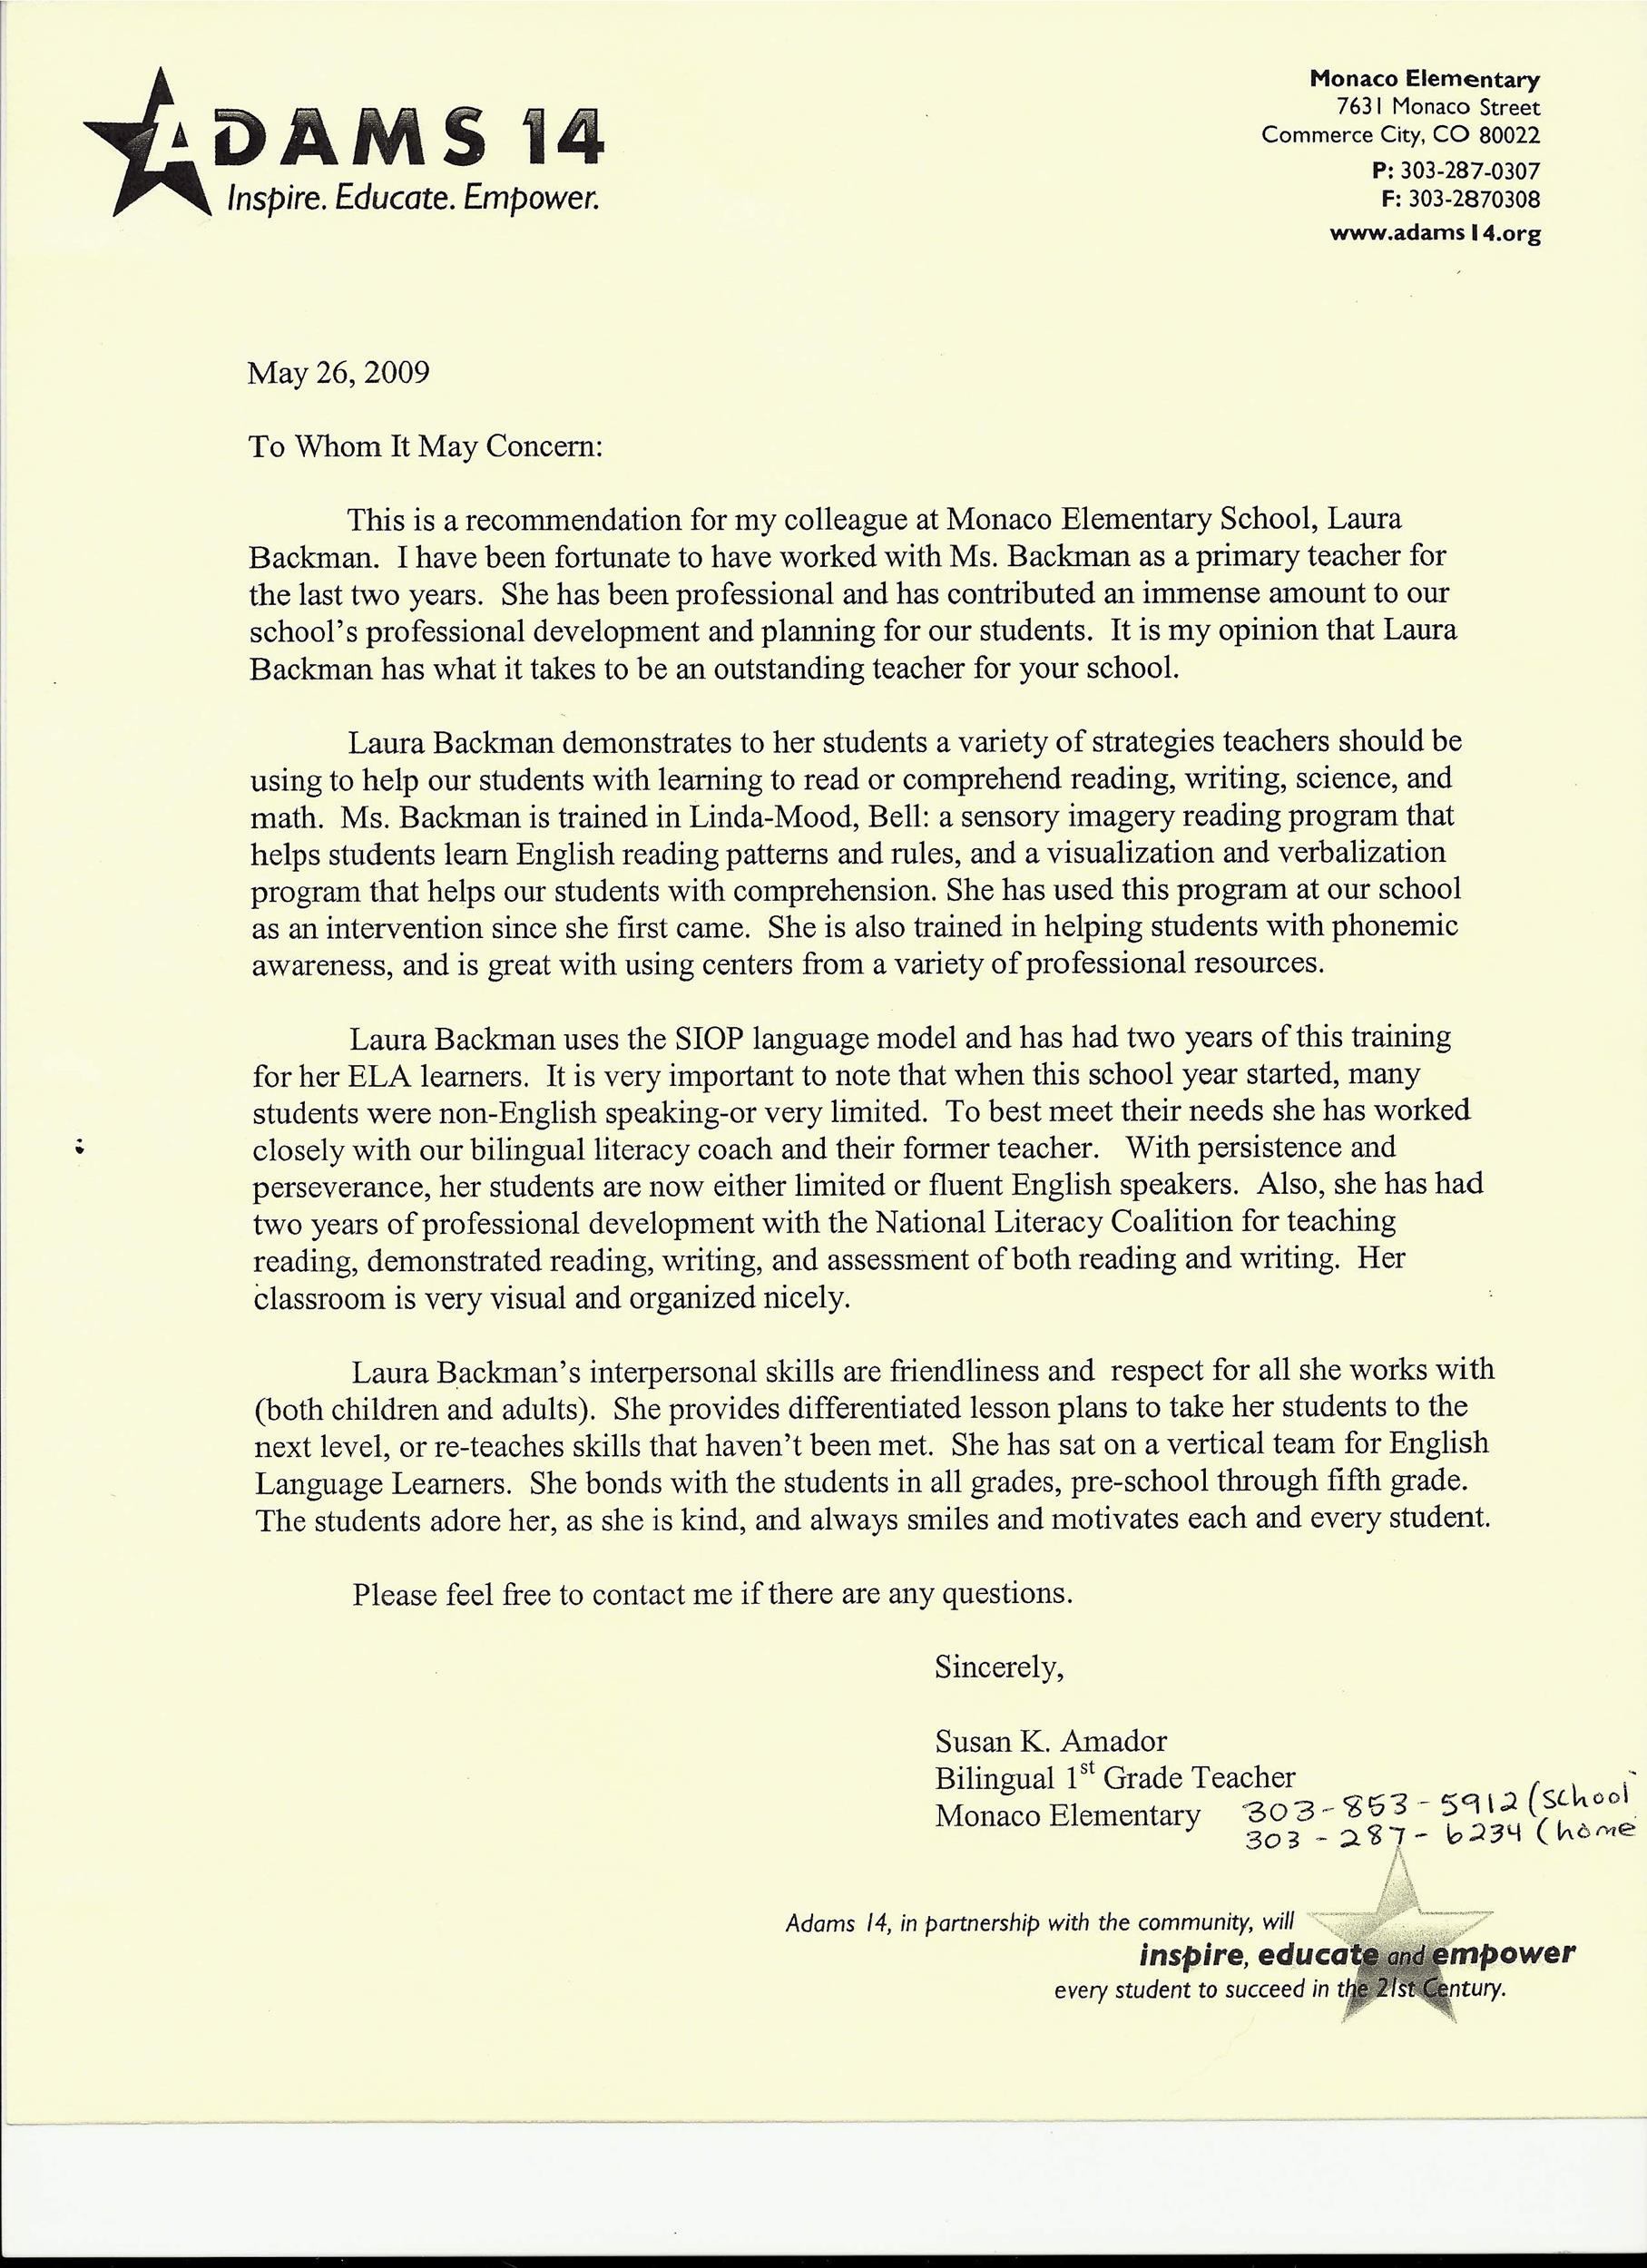 ADAMS 14
Inspire. Educate. Empower.
Monaco Elementary
7631 Monaco Street
Commerce City, CO 80022
P: 303-287-0307
F: 303-2870308
www.adams14.org
May 26, 2009
To Whom It May Concern:
This is a recommendation for my colleague at Monaco Elementary School, Laura
Backman.  I have been fortunate to have worked with Ms. Backman as a primary teacher for
the last two years.  She has been professional and has contributed an immense amount to our
school's professional development and planning for our students.  It is my opinion that Laura
Backman has what it takes to be an outstanding teacher for your school.
Laura Backman demonstrates to her students a variety of strategies teachers should be
using to help our students with learning to read or comprehend reading, writing, science, and
math.  Ms. Backman is trained in Linda-Mood, Bell: a sensory imagery reading program that
helps students learn English reading patterns and rules, and a visualization and verbalization
program that helps our students with comprehension. She has used this program at our school
as an intervention since she first came.  She is also trained in helping students with phonemic
awareness, and is great with using centers from a variety of professional resources.
Laura Backman uses the SIOP language model and has had two years of this training
for her ELA learners.  It is very important to note that when this school year started, many
students were non-English speaking-or very limited.  To best meet their needs she has worked
closely with our bilingual literacy coach and their former teacher.   With persistence and
perseverance, her students are now either limited or fluent English speakers.  Also, she has had
two years of professional development with the National Literacy Coalition for teaching
reading, demonstrated reading, writing, and assessment of both reading and writing.  Her
classroom is very visual and organized nicely.
Laura Backman's interpersonal skills are friendliness and  respect for all she works with
(both children and adults).  She provides differentiated lesson plans to take her students to the
next level, or re-teaches skills that haven't been met.  She has sat on a vertical team for English
Language Learners.  She bonds with the students in all grades, pre-school through fifth grade.
The students adore her, as she is kind, and always smiles and motivates each and every student.
Please feel free to contact me if there are any questions.
Sincerely,
Susan K. Amador
Bilingual 1st Grade Teacher
Monaco Elementary 303-853-5912 (school
303-287-6234 (home
Adams 14, in partnership with the community, will
inspire, educate and empower
every student to succeed in the 21st Century.